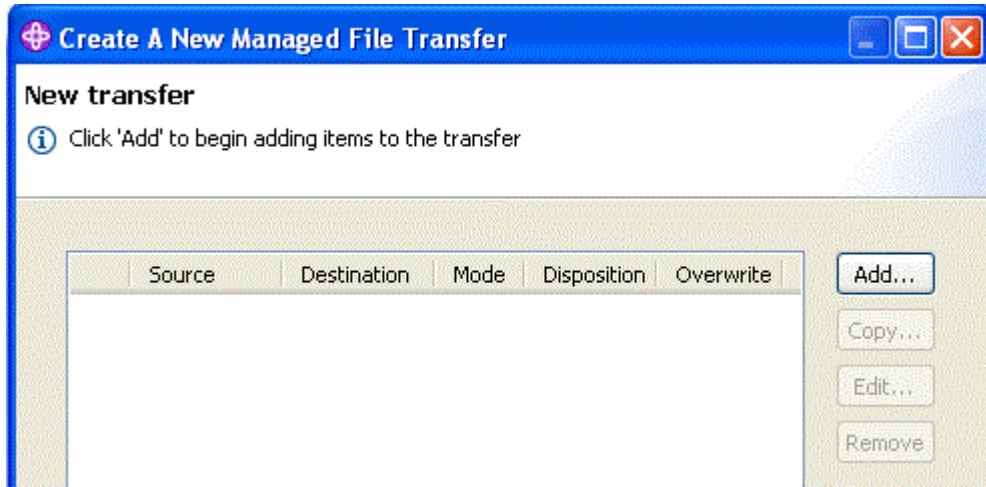 Create A New Managed File Transfer
New transfer
Click 'Add' to begin adding items to the transfer
Source Destination Mode Disposition Overwrite
Add...
Copy...
Edit...
Remove